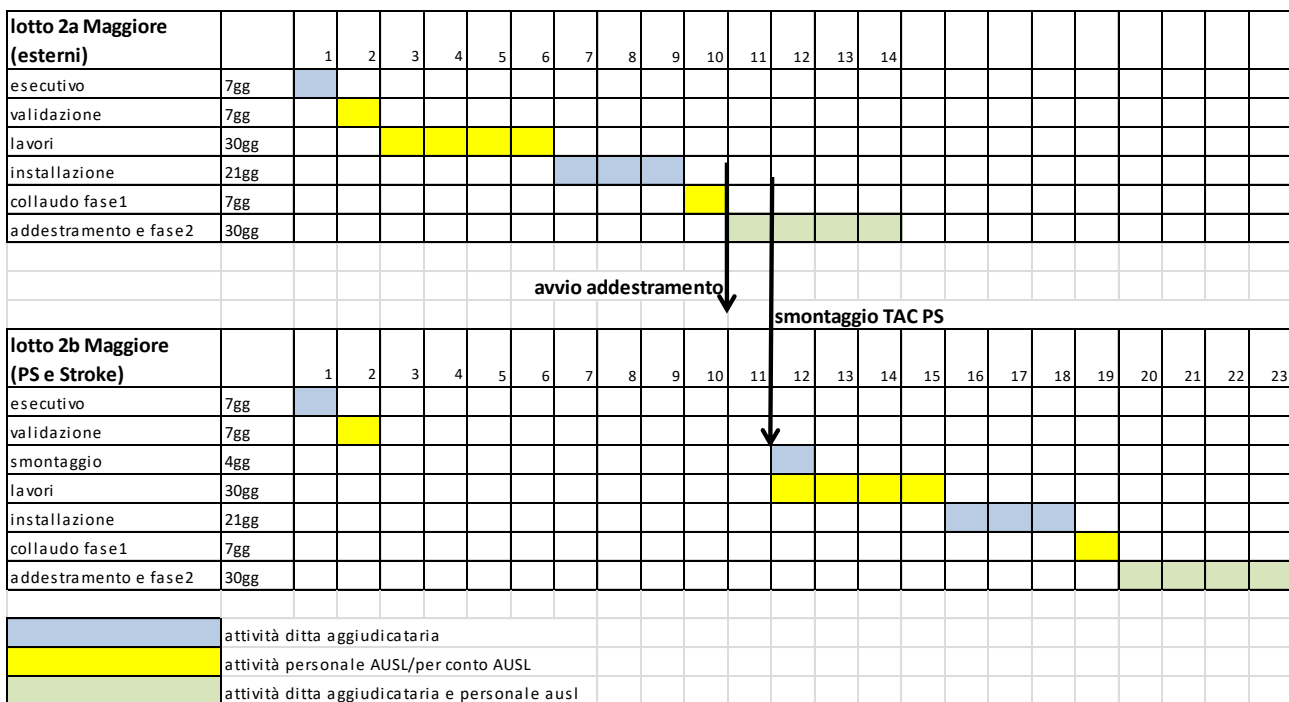 lotto 2a Maggiore
(esterni) 1 2 3 4 5 6 7 8 9 10 11 12 13 14
esecutivo 7gg
validazione 7gg
lavori 30gg
installazione 21gg
collaudo fase1 7gg
addestramento e fase2 30gg
avvio addestramento
smontaggio TAC PS
lotto 2b Maggiore
(PS e Stroke) 1 2 3 4 5 6 7 8 9 10 11 12 13 14 15 16 17 18 19 20 21 22 23
esecutivo 7gg
validazione 7gg
smontaggio 4gg
lavori 30gg
installazione 21gg
collaudo fase1 7gg
addestramento e fase2 30gg
attività ditta aggiudicataria
attività personale AUSL/per conto AUSL
attività ditta aggiudicataria e personale ausl